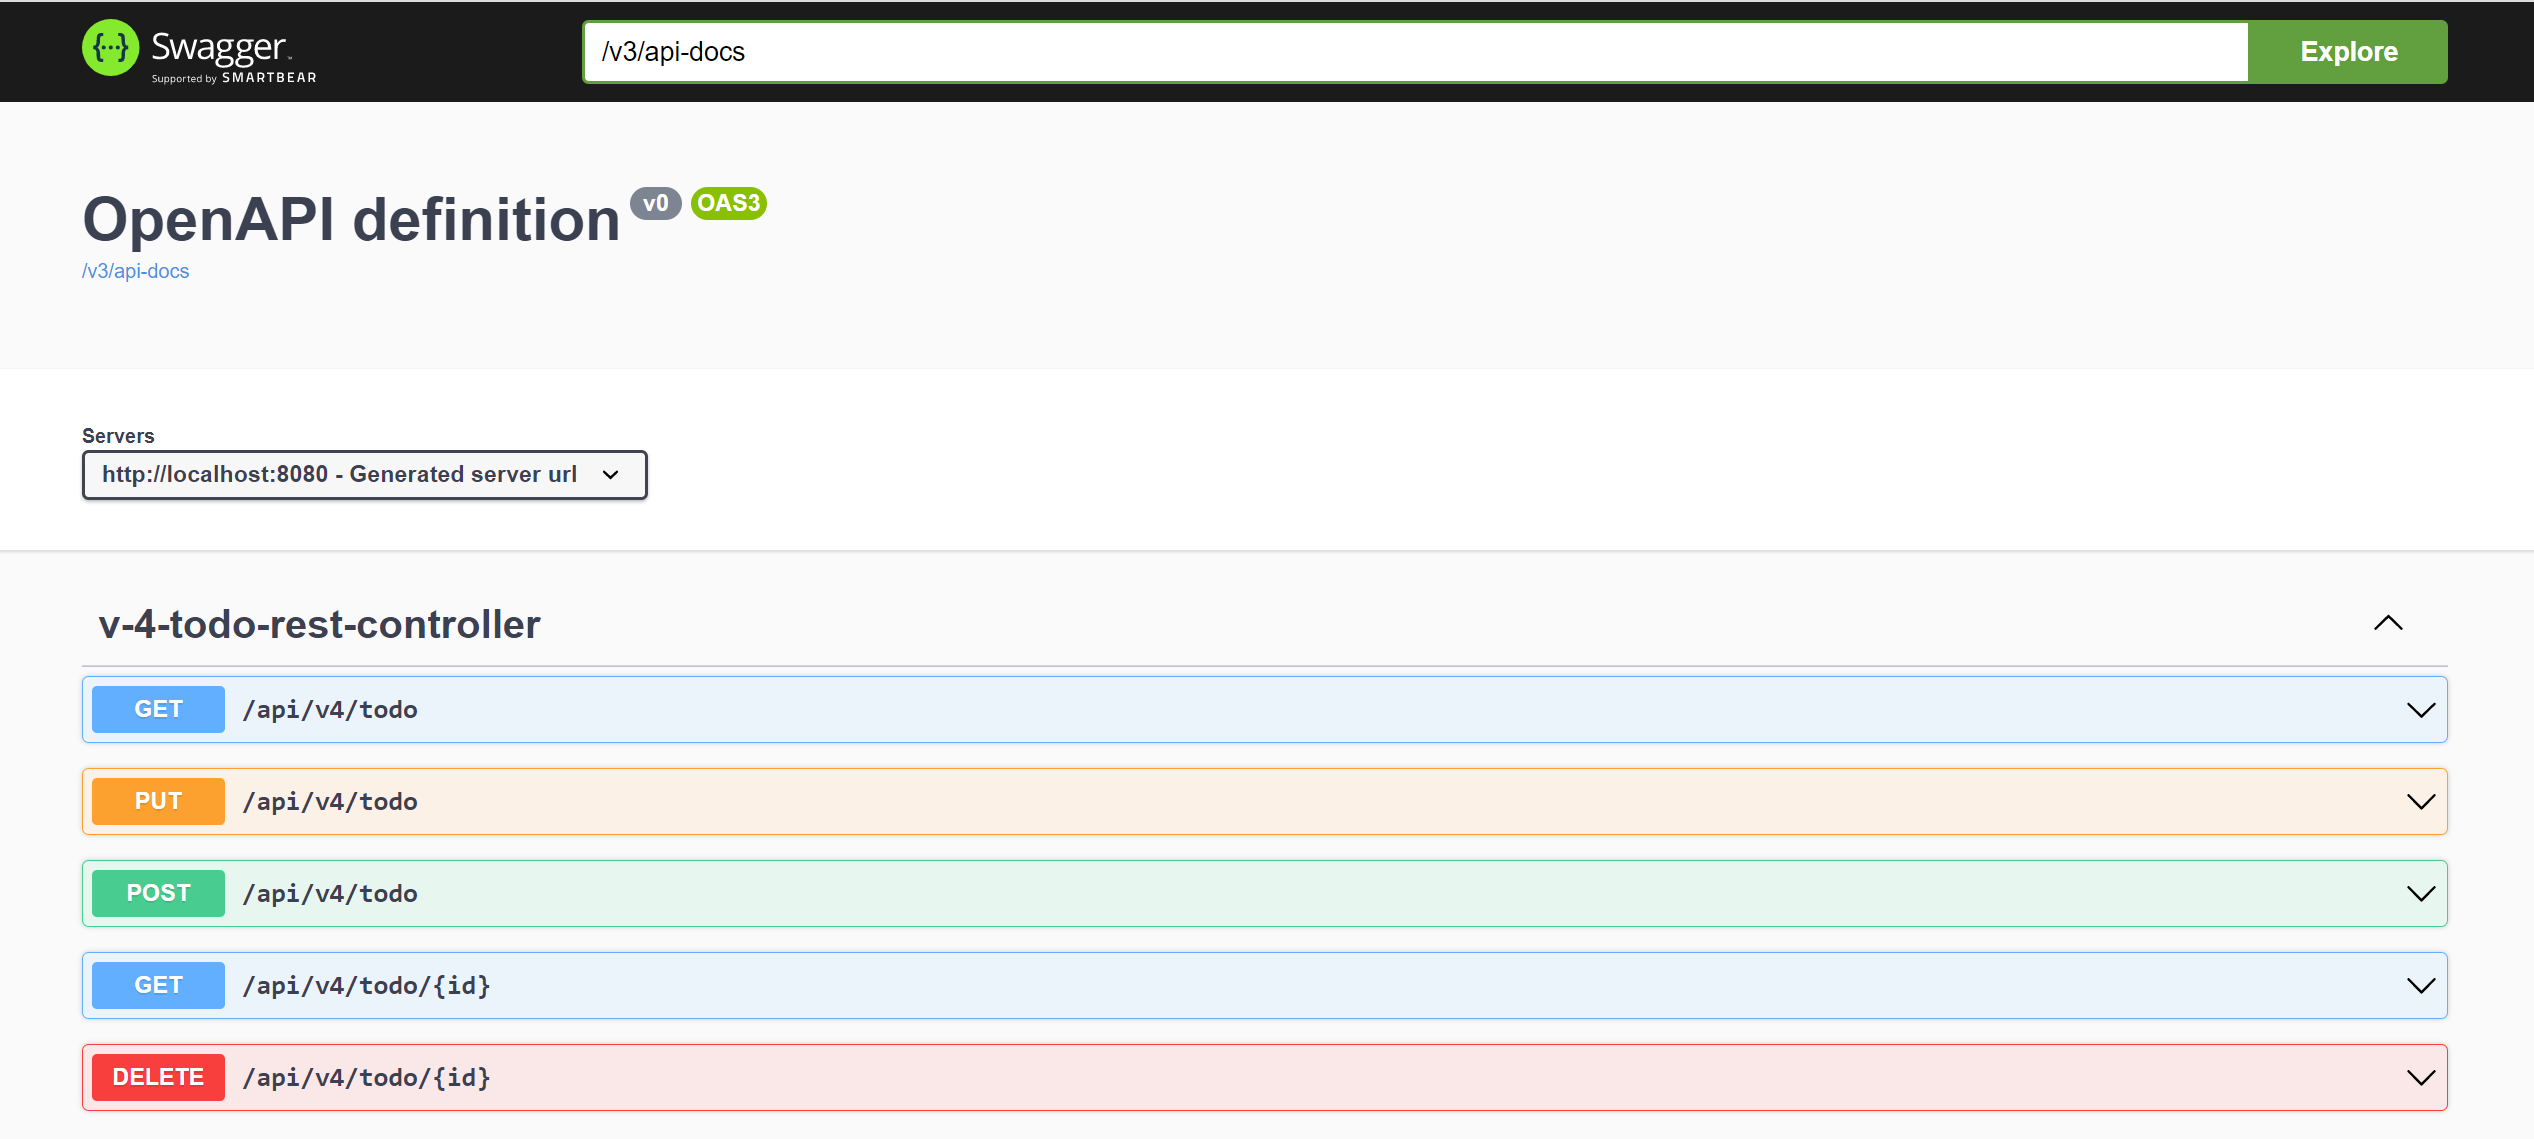 {···} Swagger™
Supported by SMARTBEAR
/v3/api-docs
Explore
OpenAPI definition v0 OAS3
/v3/api-docs
Servers
http://localhost:8080 - Generated server url
v-4-todo-rest-controller
GET /api/v4/todo
PUT /api/v4/todo
POST /api/v4/todo
GET /api/v4/todo/{id}
DELETE /api/v4/todo/{id}